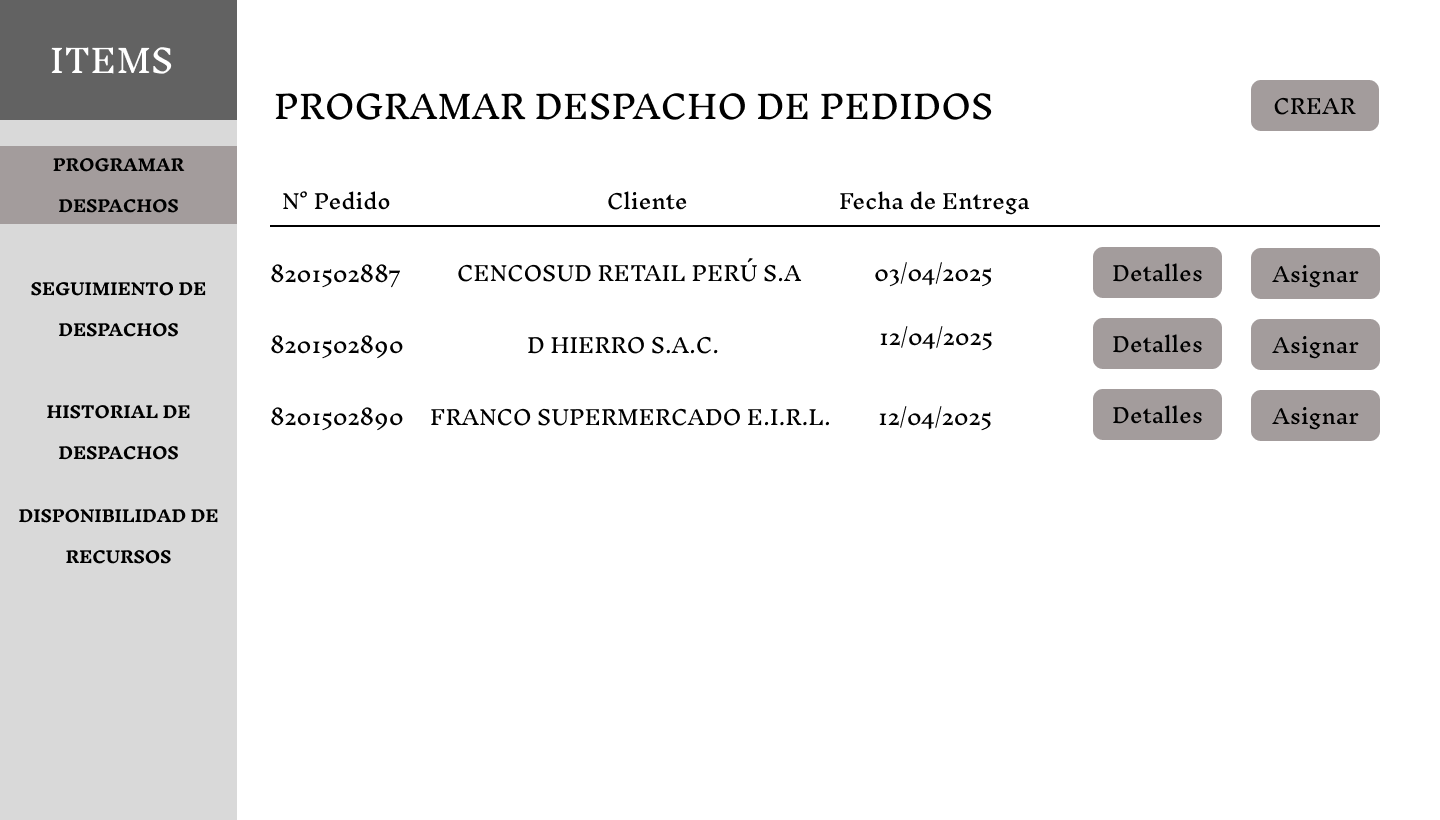 ITEMS
PROGRAMAR DESPACHO DE PEDIDOS
CREAR
PROGRAMAR
DESPACHOS
SEGUIMIENTO DE
DESPACHOS
HISTORIAL DE
DESPACHOS
DISPONIBILIDAD DE
RECURSOS
N° Pedido Cliente Fecha de Entrega
8201502887 CENCOSUD RETAIL PERÚ S.A 03/04/2025 Detalles Asignar
8201502890 D HIERRO S.A.C. 12/04/2025 Detalles Asignar
8201502890 FRANCO SUPERMERCADO E.I.R.L. 12/04/2025 Detalles Asignar